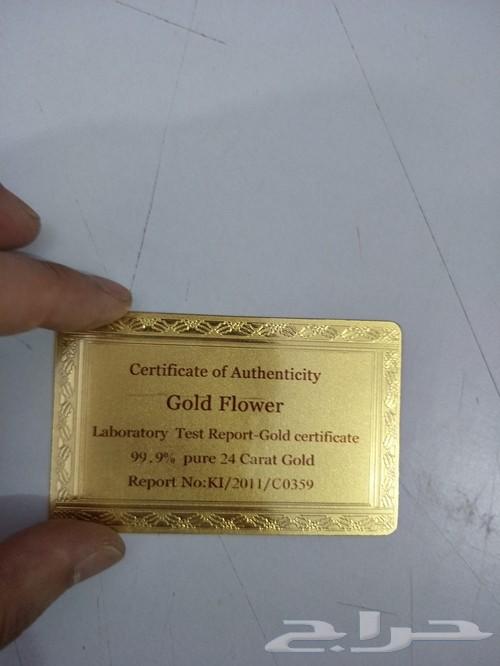 Certificate of Authenticity
Gold Flower
Laboratory Test Report-Gold certificate
99.9% pure 24 Carat Gold
Report No:KI/2011/C0359
حراج